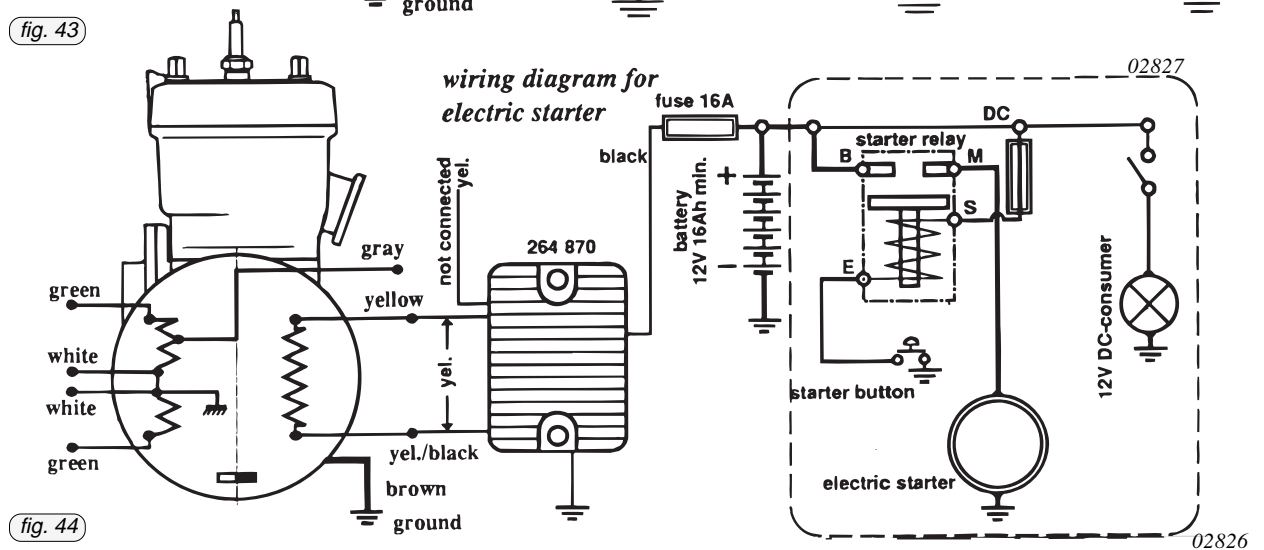 ground
fig. 43
02827
wiring diagram for
electric starter
fuse 16A
DC
black
starter relay
B
M
not connected
yel.
+
battery
12V 16Ah min.
−
S
E
gray
264 870
green
yellow
white
yel.
white
12V DC-consumer
starter button
green
yel./black
electric starter
brown
ground
fig. 44
02826